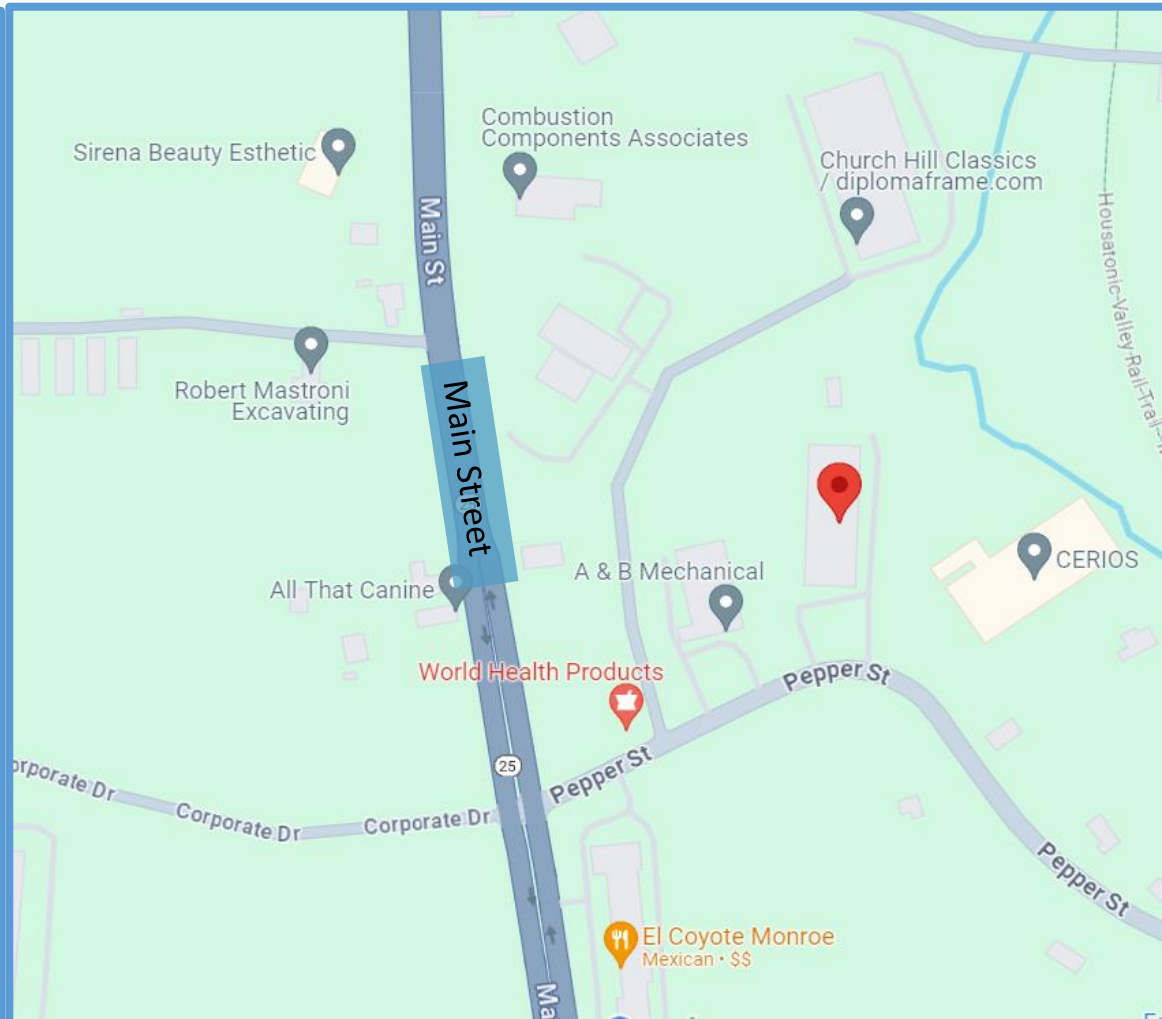 Combustion
Components Associates
Sirena Beauty Esthetic
Church Hill Classics
/ diplomaframe.com
Main St
Housatonic-Valley-Rail-Trail
Robert Mastroni
Excavating
Main Street
All That Canine
A & B Mechanical
CERIOS
World Health Products
Pepper St
25
Pepper St
Corporate Dr
Corporate Dr
Pepper St
El Coyote Monroe
Mexican • $$